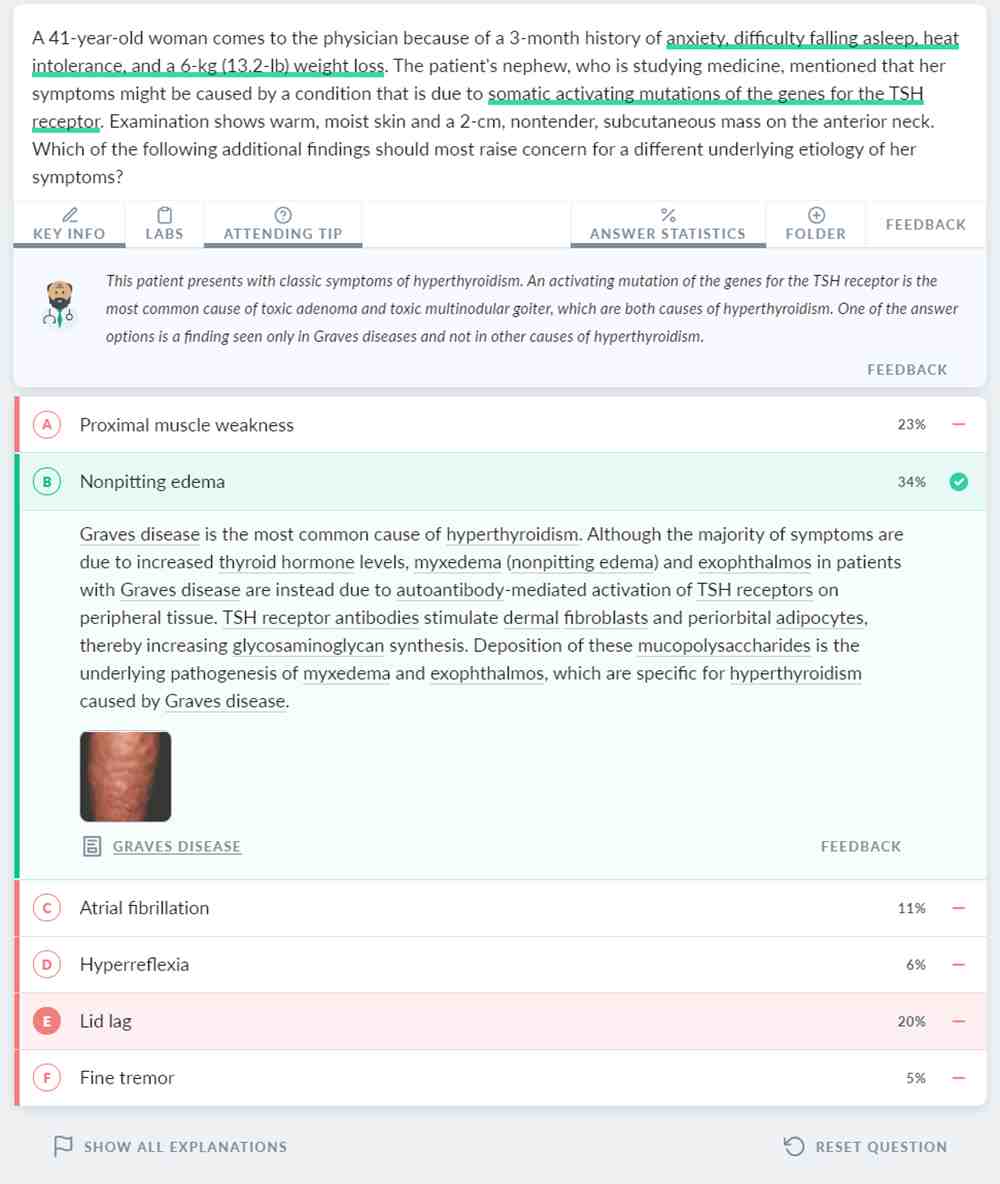 A 41-year-old woman comes to the physician because of a 3-month history of anxiety, difficulty falling asleep, heat
intolerance, and a 6-kg (13.2-lb) weight loss. The patient's nephew, who is studying medicine, mentioned that her
symptoms might be caused by a condition that is due to somatic activating mutations of the genes for the TSH
receptor. Examination shows warm, moist skin and a 2-cm, nontender, subcutaneous mass on the anterior neck.
Which of the following additional findings should most raise concern for a different underlying etiology of her
symptoms?
KEY INFO LABS ATTENDING TIP ANSWER STATISTICS FOLDER FEEDBACK
This patient presents with classic symptoms of hyperthyroidism. An activating mutation of the genes for the TSH receptor is the
most common cause of toxic adenoma and toxic multinodular goiter, which are both causes of hyperthyroidism. One of the answer
options is a finding seen only in Graves diseases and not in other causes of hyperthyroidism.
FEEDBACK
A Proximal muscle weakness 23%
B Nonpitting edema 34%
Graves disease is the most common cause of hyperthyroidism. Although the majority of symptoms are
due to increased thyroid hormone levels, myxedema (nonpitting edema) and exophthalmos in patients
with Graves disease are instead due to autoantibody-mediated activation of TSH receptors on
peripheral tissue. TSH receptor antibodies stimulate dermal fibroblasts and periorbital adipocytes,
thereby increasing glycosaminoglycan synthesis. Deposition of these mucopolysaccharides is the
underlying pathogenesis of myxedema and exophthalmos, which are specific for hyperthyroidism
caused by Graves disease.
GRAVES DISEASE FEEDBACK
C Atrial fibrillation 11%
D Hyperreflexia 6%
E Lid lag 20%
F Fine tremor 5%
SHOW ALL EXPLANATIONS RESET QUESTION